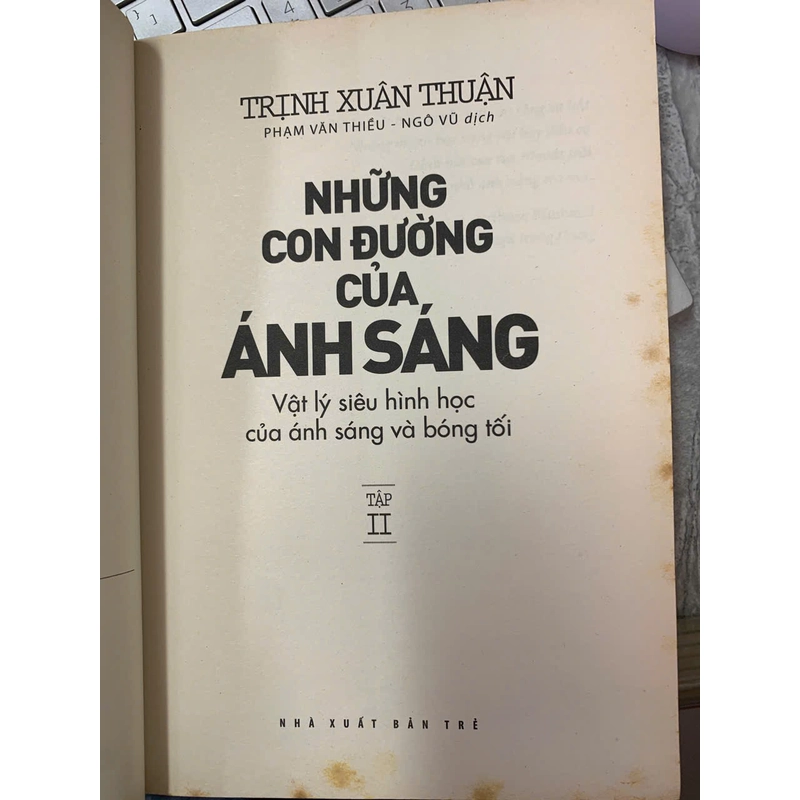 TRỊNH XUÂN THUẬN
PHẠM VĂN THIỀU - NGÔ VŨ dịch
NHỮNG
CON ĐƯỜNG
CỦA
ÁNH SÁNG
Vật lý siêu hình học
của ánh sáng và bóng tối
TẬP
II
NHÀ XUẤT BẢN TRẺ
4